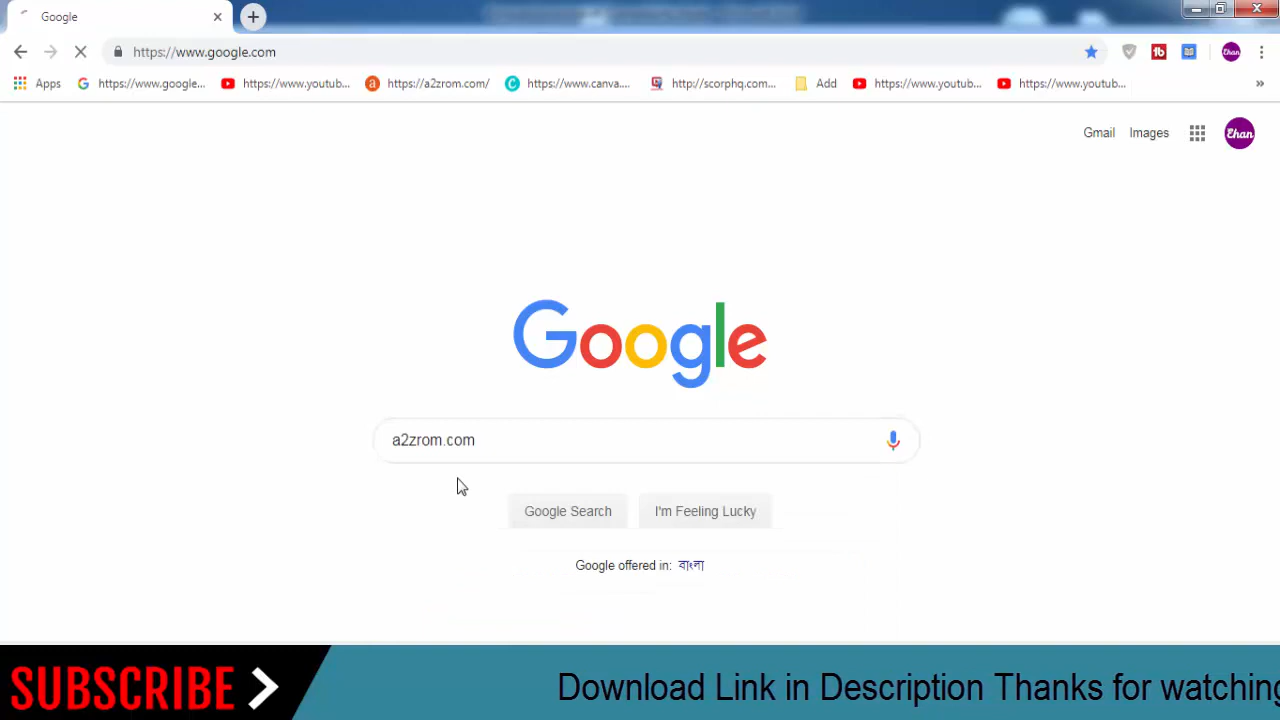 Google
https://www.google.com
Apps https://www.google... https://www.youtub... https://a2zrom.com/ https://www.canva.... http://scorphq.com... Add https://www.youtub... https://www.youtub... »
Gmail Images Ehan
Google
a2zrom.com
Google Search I'm Feeling Lucky
Google offered in: বাংলা
SUBSCRIBE Download Link in Description Thanks for watching